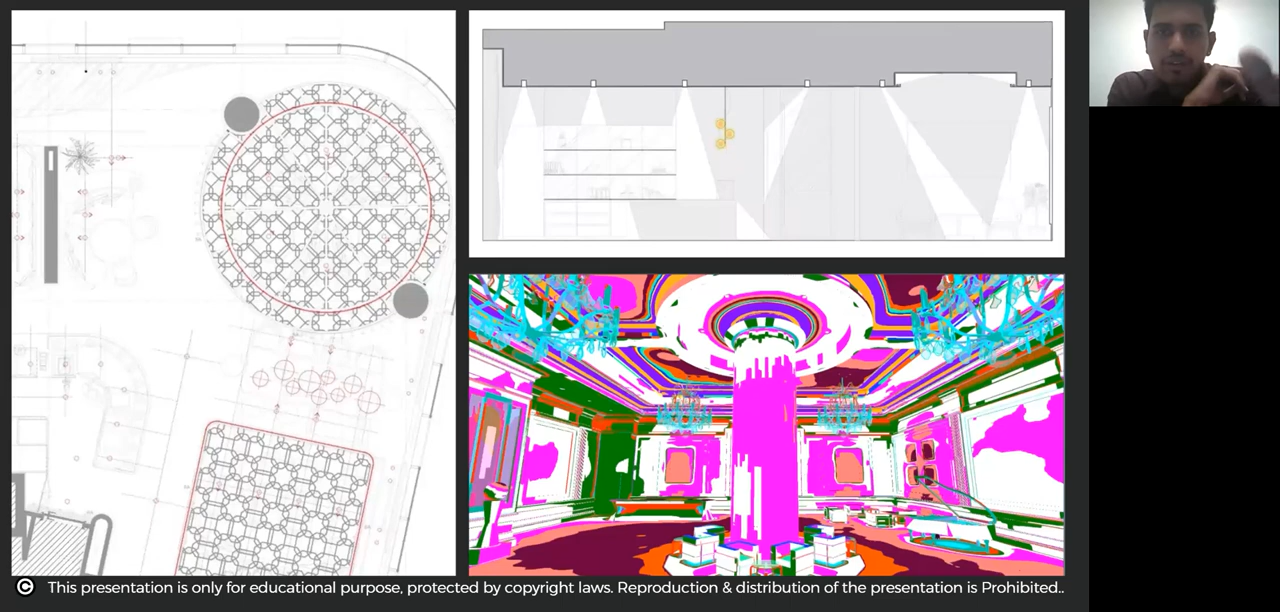 © This presentation is only for educational purpose, protected by copyright laws. Reproduction & distribution of the presentation is Prohibited..